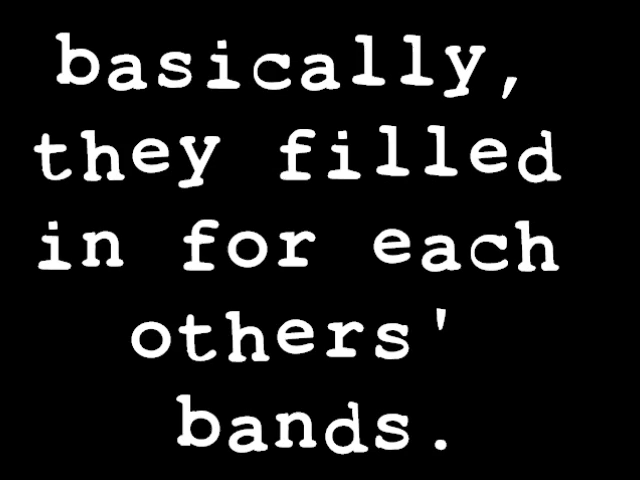 basically,
they filled
in for each
others'
bands.